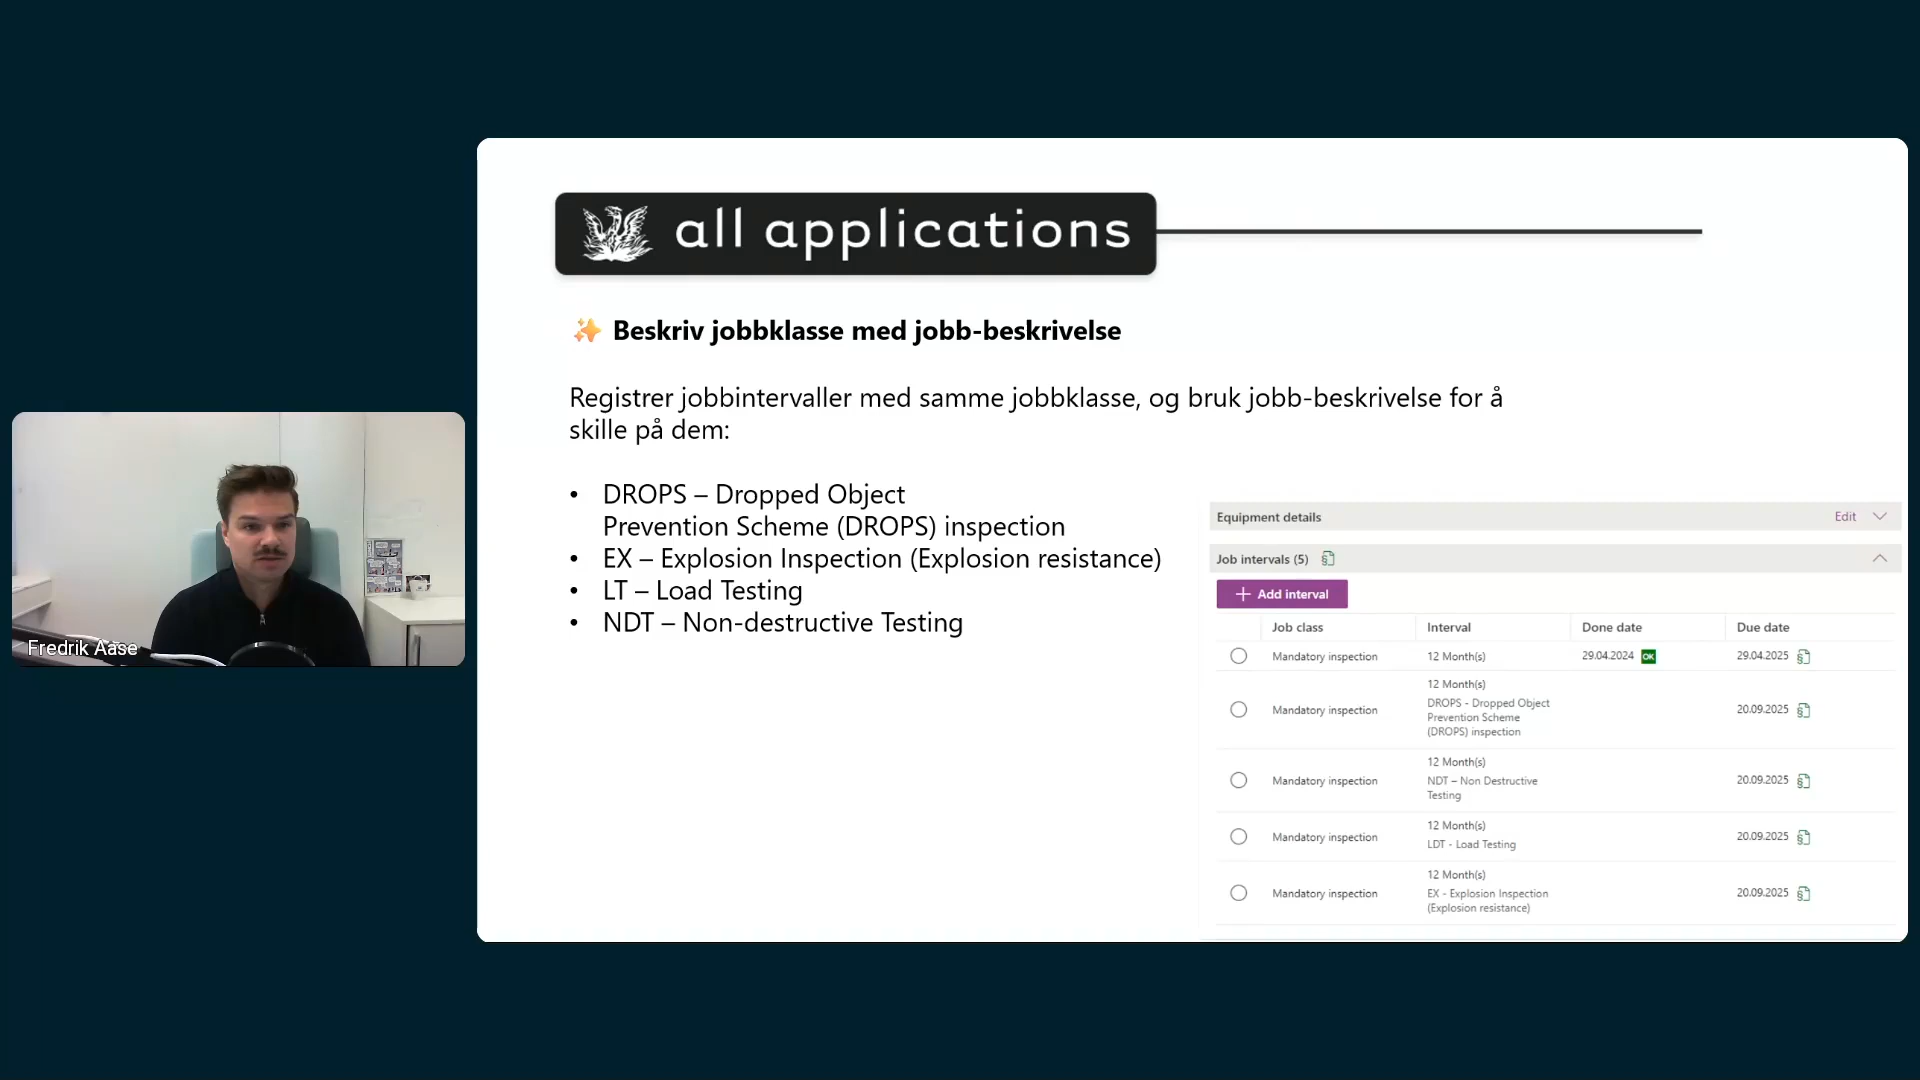 all applications
✨ Beskriv jobbklasse med jobb-beskrivelse
Registrer jobbintervaller med samme jobbklasse, og bruk jobb-beskrivelse for å
skille på dem:
• DROPS – Dropped Object
Prevention Scheme (DROPS) inspection
• EX – Explosion Inspection (Explosion resistance)
• LT – Load Testing
• NDT – Non-destructive Testing
Fredrik Aase
Equipment details Edit
Job intervals (5)
+ Add interval
Job class Interval Done date Due date
Mandatory inspection 12 Month(s) 29.04.2024 OK 29.04.2025
12 Month(s)
Mandatory inspection DROPS - Dropped Object 20.09.2025
Prevention Scheme
(DROPS) inspection
12 Month(s)
Mandatory inspection NDT – Non Destructive 20.09.2025
Testing
12 Month(s)
Mandatory inspection LDT - Load Testing 20.09.2025
12 Month(s)
Mandatory inspection EX - Explosion Inspection 20.09.2025
(Explosion resistance)